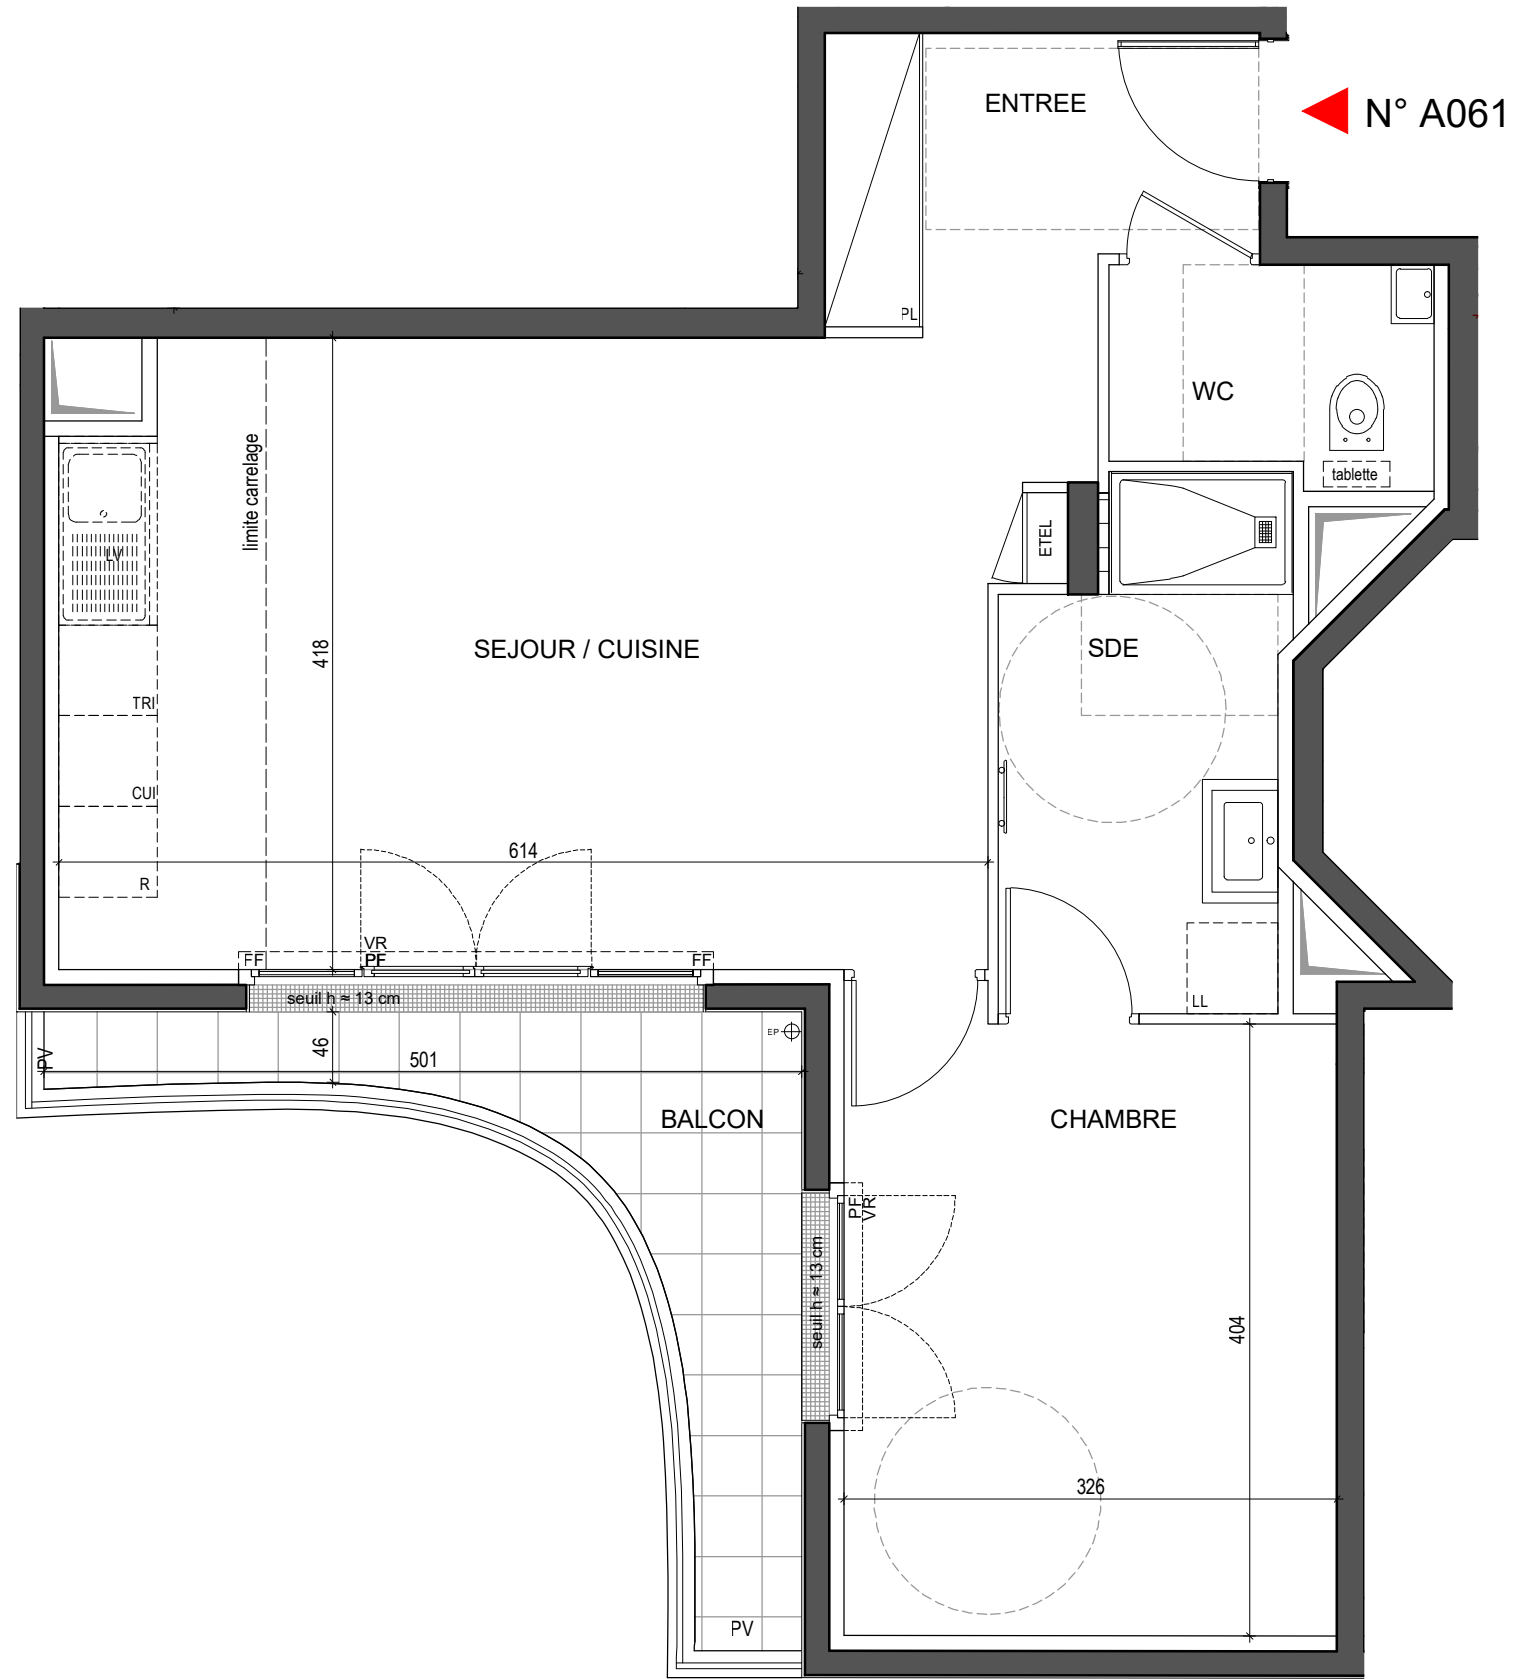 ENTREE
N° A061
PL
WC
tablette
limite carrelage
LV
ETEL
418
SEJOUR / CUISINE
SDE
TRI
CUI
614
R
VR
FF
PF
FF
seuil h ≈ 13 cm
LL
EP
PV
46
501
BALCON
CHAMBRE
PF
VR
seuil h ≈ 13 cm
404
326
PV